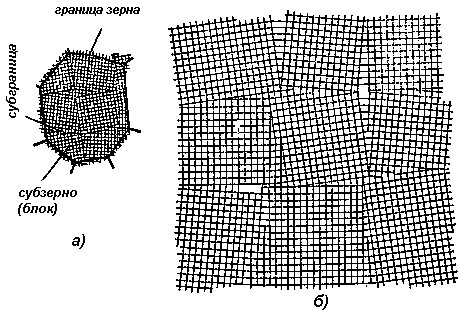 граница зерна
субграница
субзерно
(блок)
а)
б)